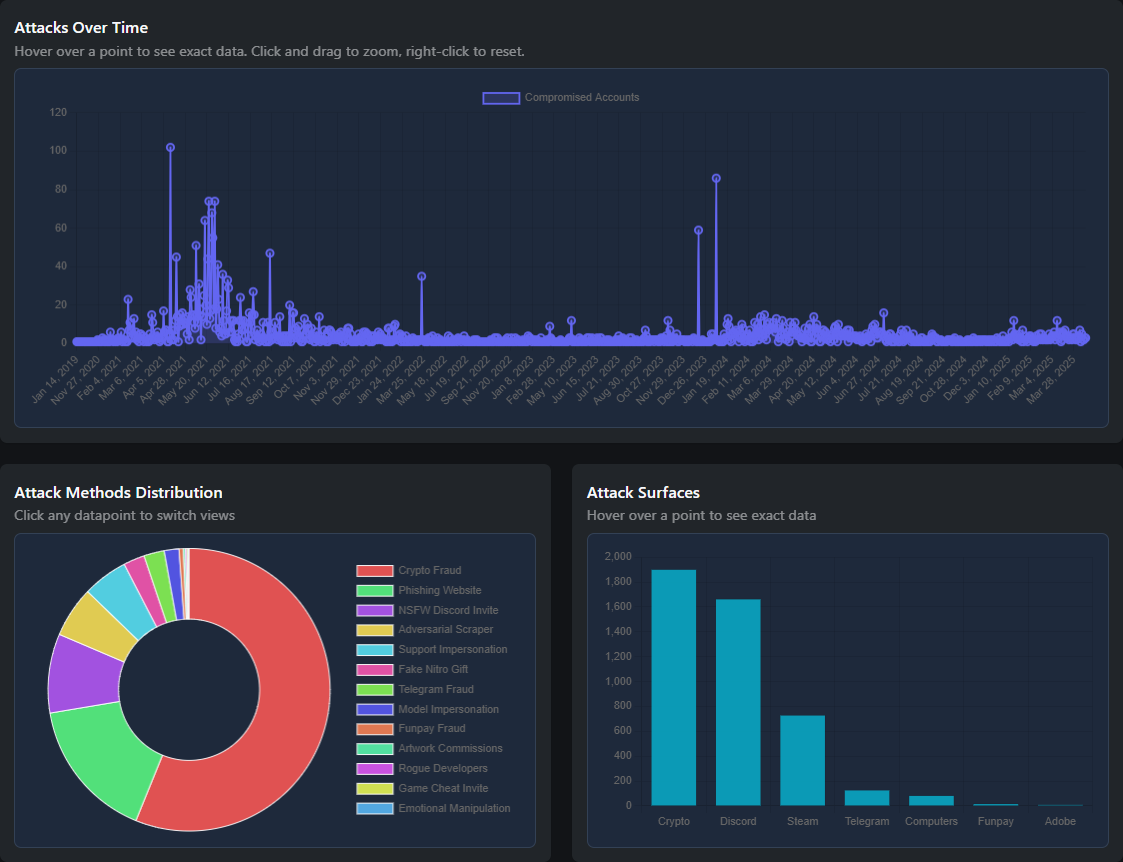 Attacks Over Time
Hover over a point to see exact data. Click and drag to zoom, right-click to reset.
Compromised Accounts
120
100
80
60
40
20
0
Jan 14, 2019
Nov 27, 2020
Feb 4, 2021
Mar 6, 2021
Apr 5, 2021
Apr 28, 2021
May 20, 2021
Jun 12, 2021
Jul 16, 2021
Aug 17, 2021
Sep 12, 2021
Oct 7, 2021
Nov 3, 2021
Nov 29, 2021
Dec 23, 2021
Jan 24, 2022
Mar 25, 2022
May 18, 2022
Jul 19, 2022
Sep 21, 2022
Nov 20, 2022
Jan 8, 2023
Feb 28, 2023
May 10, 2023
Jun 15, 2023
Jul 21, 2023
Aug 30, 2023
Oct 27, 2023
Nov 29, 2023
Dec 26, 2023
Jan 19, 2024
Feb 11, 2024
Mar 6, 2024
Mar 29, 2024
Apr 20, 2024
May 12, 2024
Jun 4, 2024
Jun 27, 2024
Jul 21, 2024
Aug 19, 2024
Sep 21, 2024
Oct 28, 2024
Dec 3, 2024
Jan 10, 2025
Feb 9, 2025
Mar 4, 2025
Mar 28, 2025
Attack Methods Distribution
Click any datapoint to switch views
Crypto Fraud
Phishing Website
NSFW Discord Invite
Adversarial Scraper
Support Impersonation
Fake Nitro Gift
Telegram Fraud
Model Impersonation
Funpay Fraud
Artwork Commissions
Rogue Developers
Game Cheat Invite
Emotional Manipulation
Attack Surfaces
Hover over a point to see exact data
2,000
1,800
1,600
1,400
1,200
1,000
800
600
400
200
0
Crypto
Discord
Steam
Telegram
Computers
Funpay
Adobe